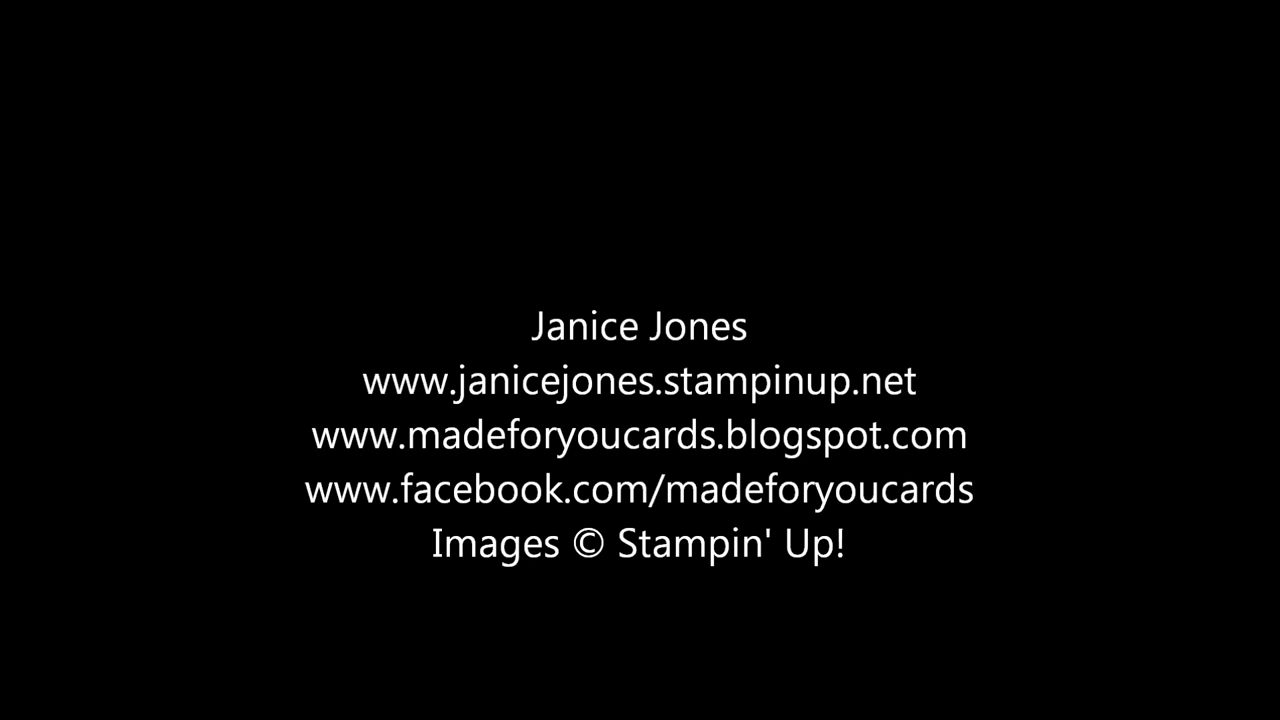 Janice Jones
www.janicejones.stampinup.net
www.madeforyoucards.blogspot.com
www.facebook.com/madeforyoucards
Images © Stampin' Up!